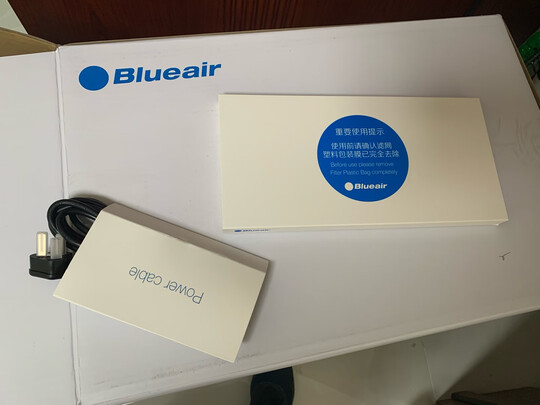 Blueair
重要使用提示
使用前请确认滤网
塑料包装膜已完全去除
Before use please remove
Filter Plastic Bag completely
Blueair
Power cable